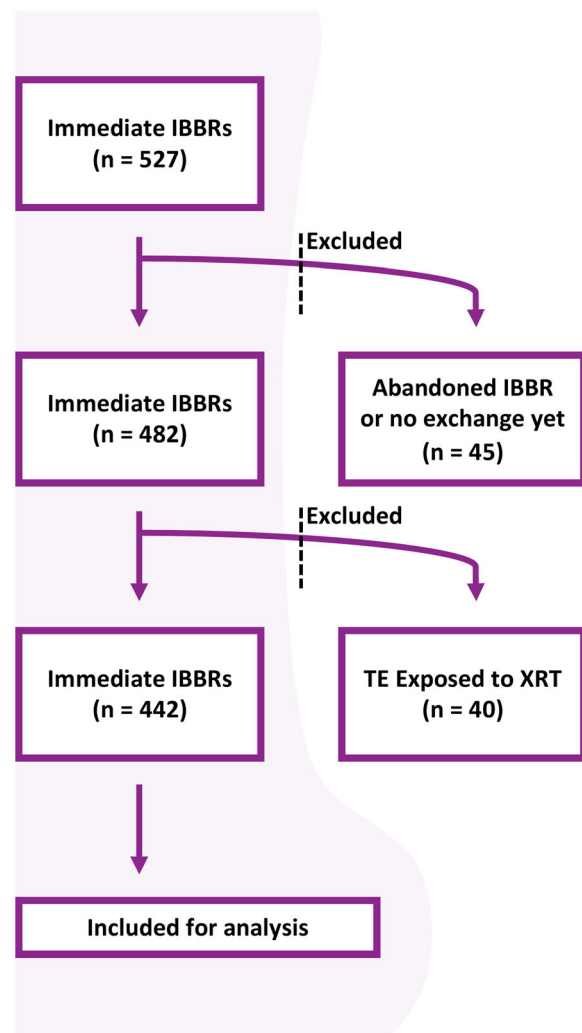 Immediate IBBRs
(n = 527)
Excluded
Immediate IBBRs
(n = 482)
Abandoned IBBR
or no exchange yet
(n = 45)
Excluded
Immediate IBBRs
(n = 442)
TE Exposed to XRT
(n = 40)
Included for analysis